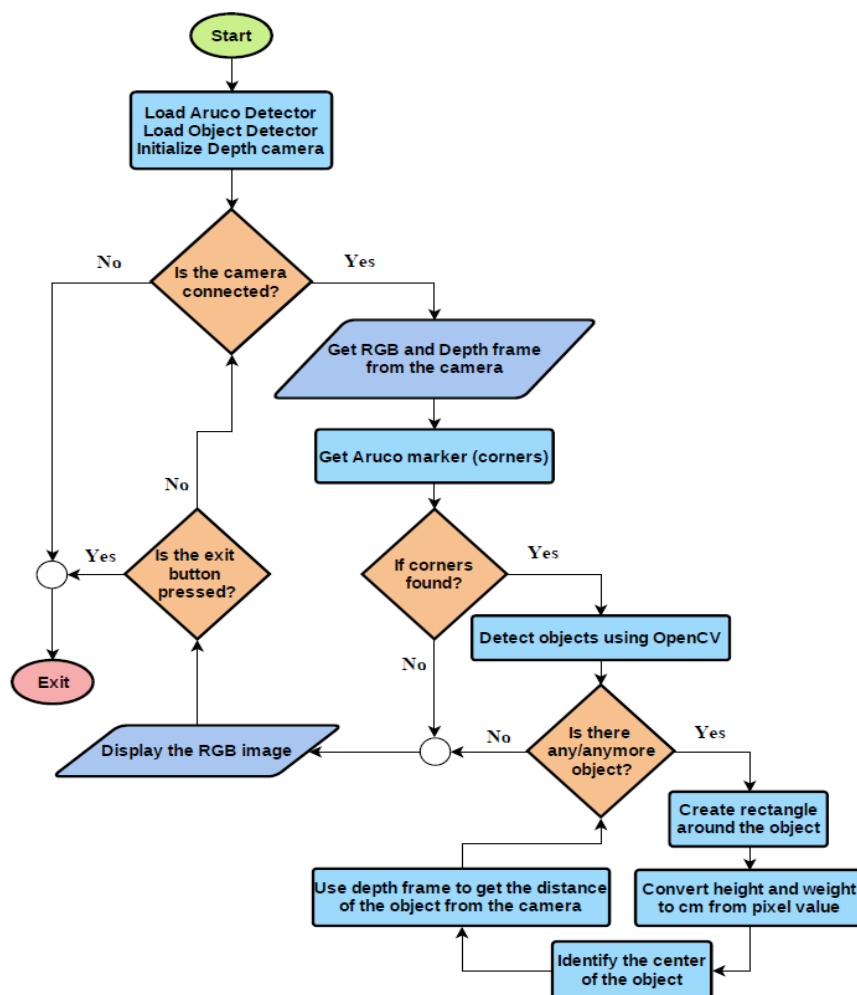 Start
Load Aruco Detector
Load Object Detector
Initialize Depth camera
No
Is the camera
connected?
Yes
Get RGB and Depth frame
from the camera
Get Aruco marker (corners)
No
Yes
Is the exit
button
pressed?
If corners
found?
Yes
Detect objects using OpenCV
No
Exit
Display the RGB image
No
Is there
any/anymore
object?
Yes
Create rectangle
around the object
Use depth frame to get the distance
of the object from the camera
Convert height and weight
to cm from pixel value
Identify the center
of the object